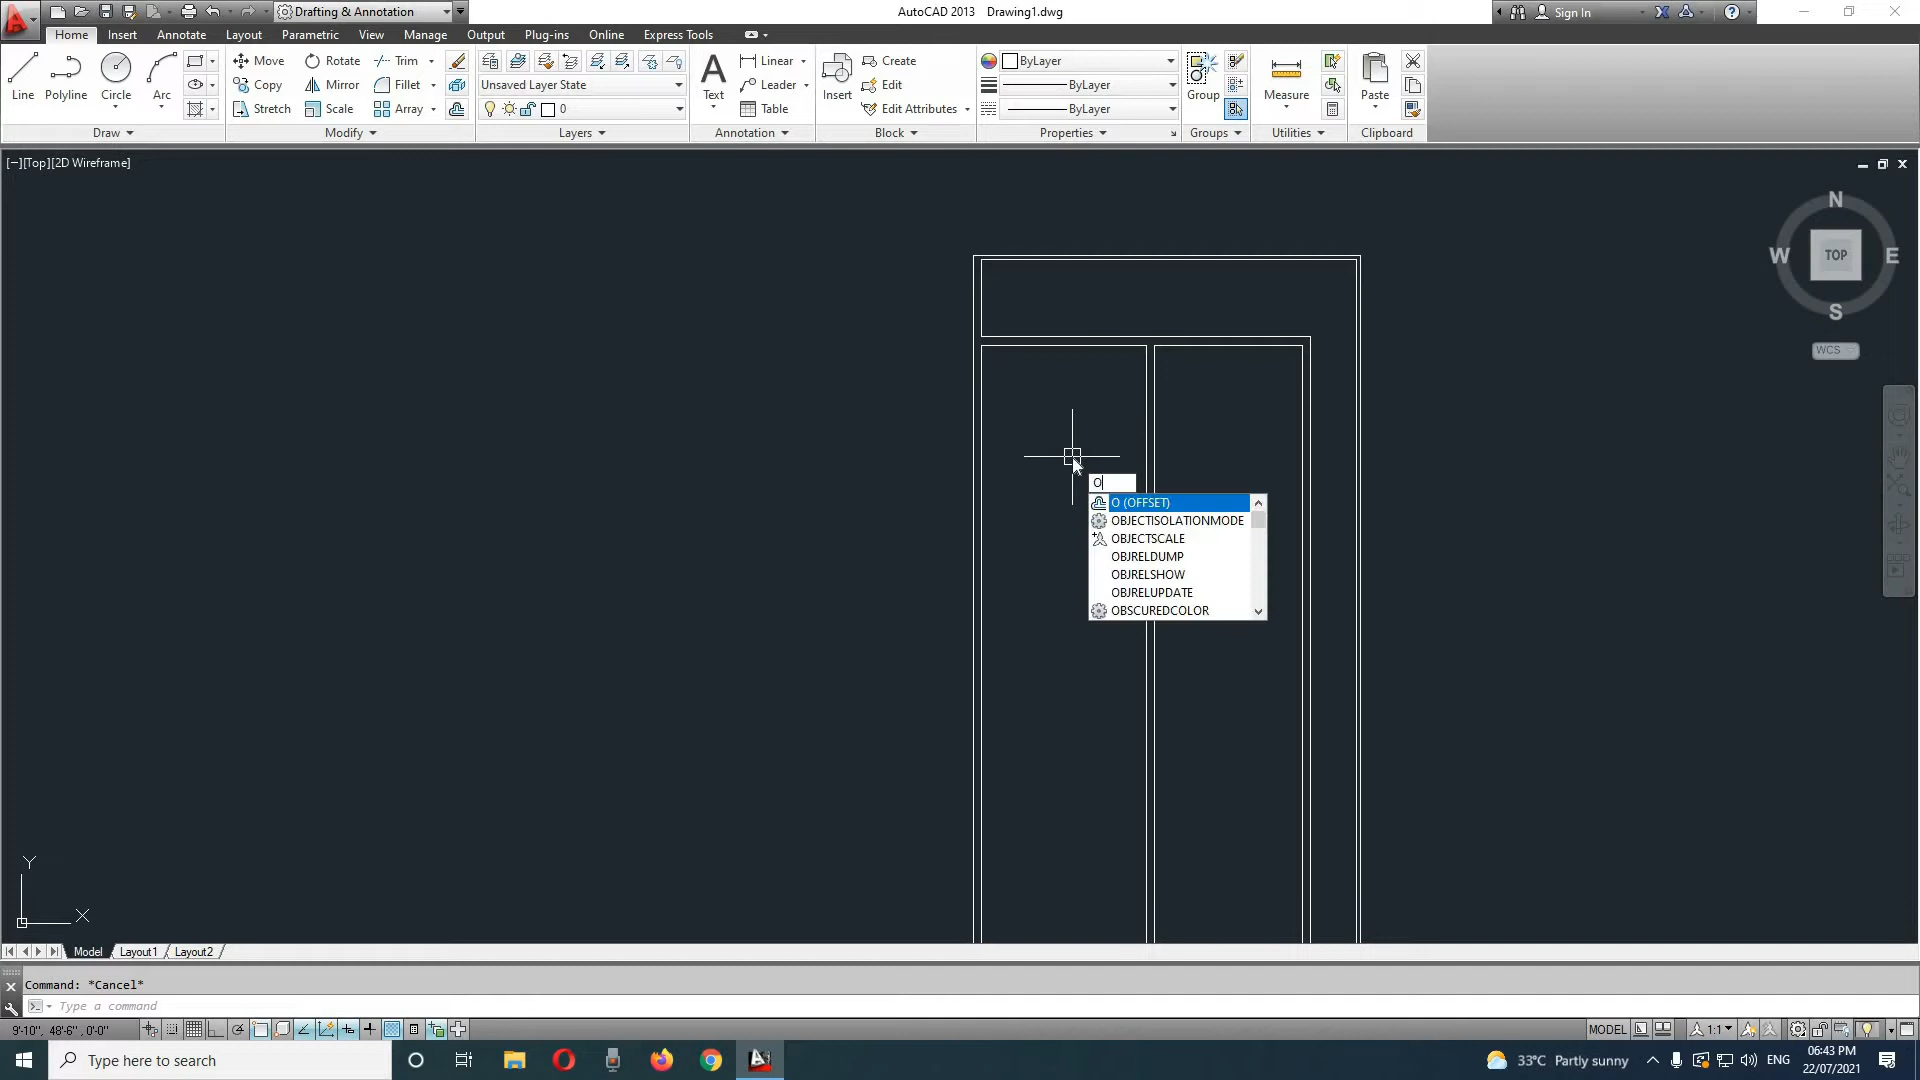 Drafting & Annotation
AutoCAD 2013 Drawing1.dwg
Sign In
Home Insert Annotate Layout Parametric View Manage Output Plug-ins Online Express Tools
Line Polyline Circle Arc
Move Rotate Trim
Copy Mirror Fillet
Stretch Scale Array
Unsaved Layer State
0
Text
Linear
Leader
Table
Insert
Create
Edit
Edit Attributes
ByLayer
ByLayer
ByLayer
Group
Measure
Paste
Draw Modify Layers Annotation Block Properties Groups Utilities Clipboard
[−][Top][2D Wireframe]
N
W TOP E
S
WCS
O
O (OFFSET)
OBJECTISOLATIONMODE
OBJECTSCALE
OBJRELDUMP
OBJRELSHOW
OBJRELUPDATE
OBSCUREDCOLOR
Y
X
Model Layout1 Layout2
Command: *Cancel*
Type a command
9'-10", 48'-6" , 0'-0"
MODEL
1:1
Type here to search
33°C Partly sunny
ENG
06:43 PM
22/07/2021